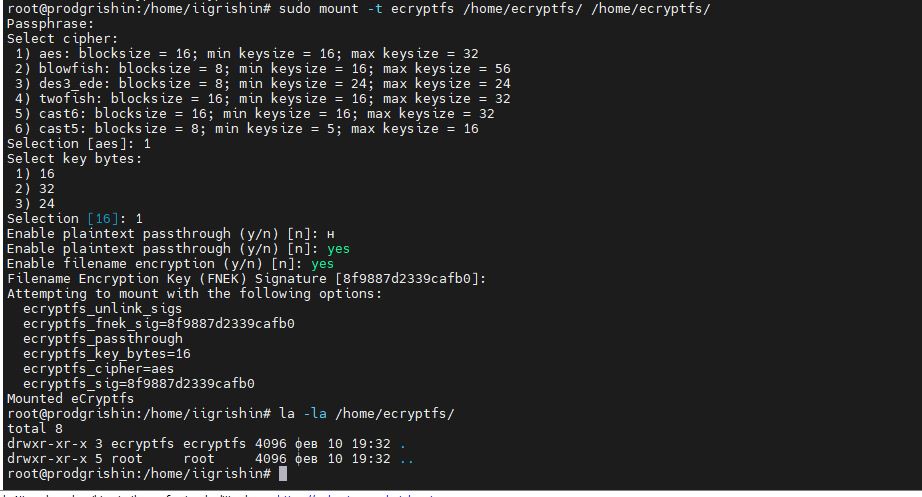 root@prodgrishin:/home/iigrishin# sudo mount -t ecryptfs /home/ecryptfs/ /home/ecryptfs/
Passphrase:
Select cipher:
 1) aes: blocksize = 16; min keysize = 16; max keysize = 32
 2) blowfish: blocksize = 8; min keysize = 16; max keysize = 56
 3) des3_ede: blocksize = 8; min keysize = 24; max keysize = 24
 4) twofish: blocksize = 16; min keysize = 16; max keysize = 32
 5) cast6: blocksize = 16; min keysize = 16; max keysize = 32
 6) cast5: blocksize = 8; min keysize = 5; max keysize = 16
Selection [aes]: 1
Select key bytes:
 1) 16
 2) 32
 3) 24
Selection [16]: 1
Enable plaintext passthrough (y/n) [n]: н
Enable plaintext passthrough (y/n) [n]: yes
Enable filename encryption (y/n) [n]: yes
Filename Encryption Key (FNEK) Signature [8f9887d2339cafb0]:
Attempting to mount with the following options:
  ecryptfs_unlink_sigs
  ecryptfs_fnek_sig=8f9887d2339cafb0
  ecryptfs_passthrough
  ecryptfs_key_bytes=16
  ecryptfs_cipher=aes
  ecryptfs_sig=8f9887d2339cafb0
Mounted eCryptfs
root@prodgrishin:/home/iigrishin# la -la /home/ecryptfs/
total 8
drwxr-xr-x 3 ecryptfs ecryptfs 4096 фев 10 19:32 .
drwxr-xr-x 5 root     root     4096 фев 10 19:32 ..
root@prodgrishin:/home/iigrishin#